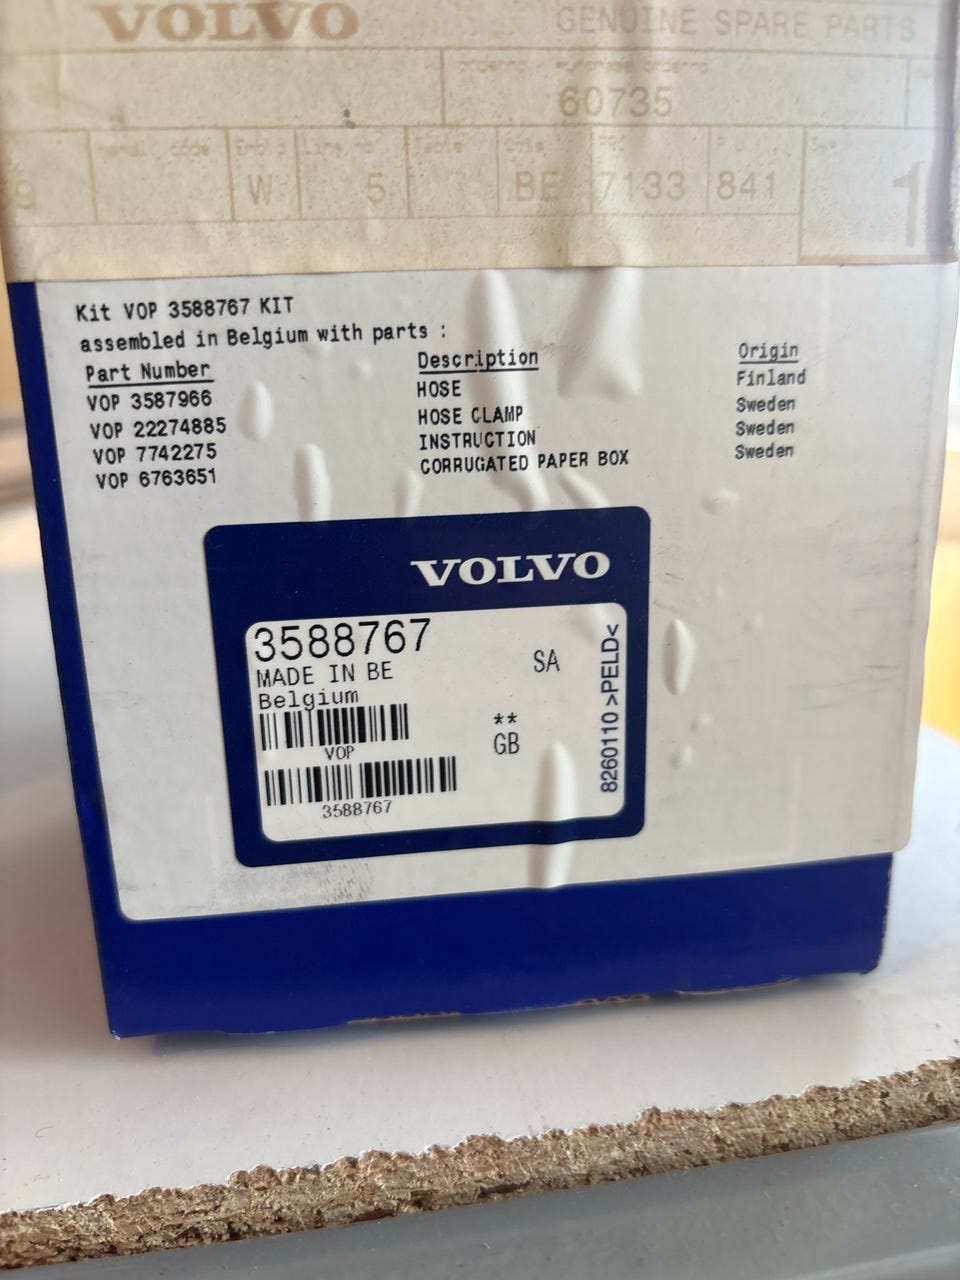 VOLVO GENUINE SPARE PARTS
60735
9 W 5 BE 7133 841 1
Kit VOP 3588767 KIT
assembled in Belgium with parts :
Part Number Description Origin
VOP 3587966 HOSE Finland
VOP 22274885 HOSE CLAMP Sweden
VOP 7742275 INSTRUCTION Sweden
VOP 6763651 CORRUGATED PAPER BOX Sweden
VOLVO
3588767
MADE IN BE SA
Belgium
**
VOP GB
3588767
8260110 >PELD<